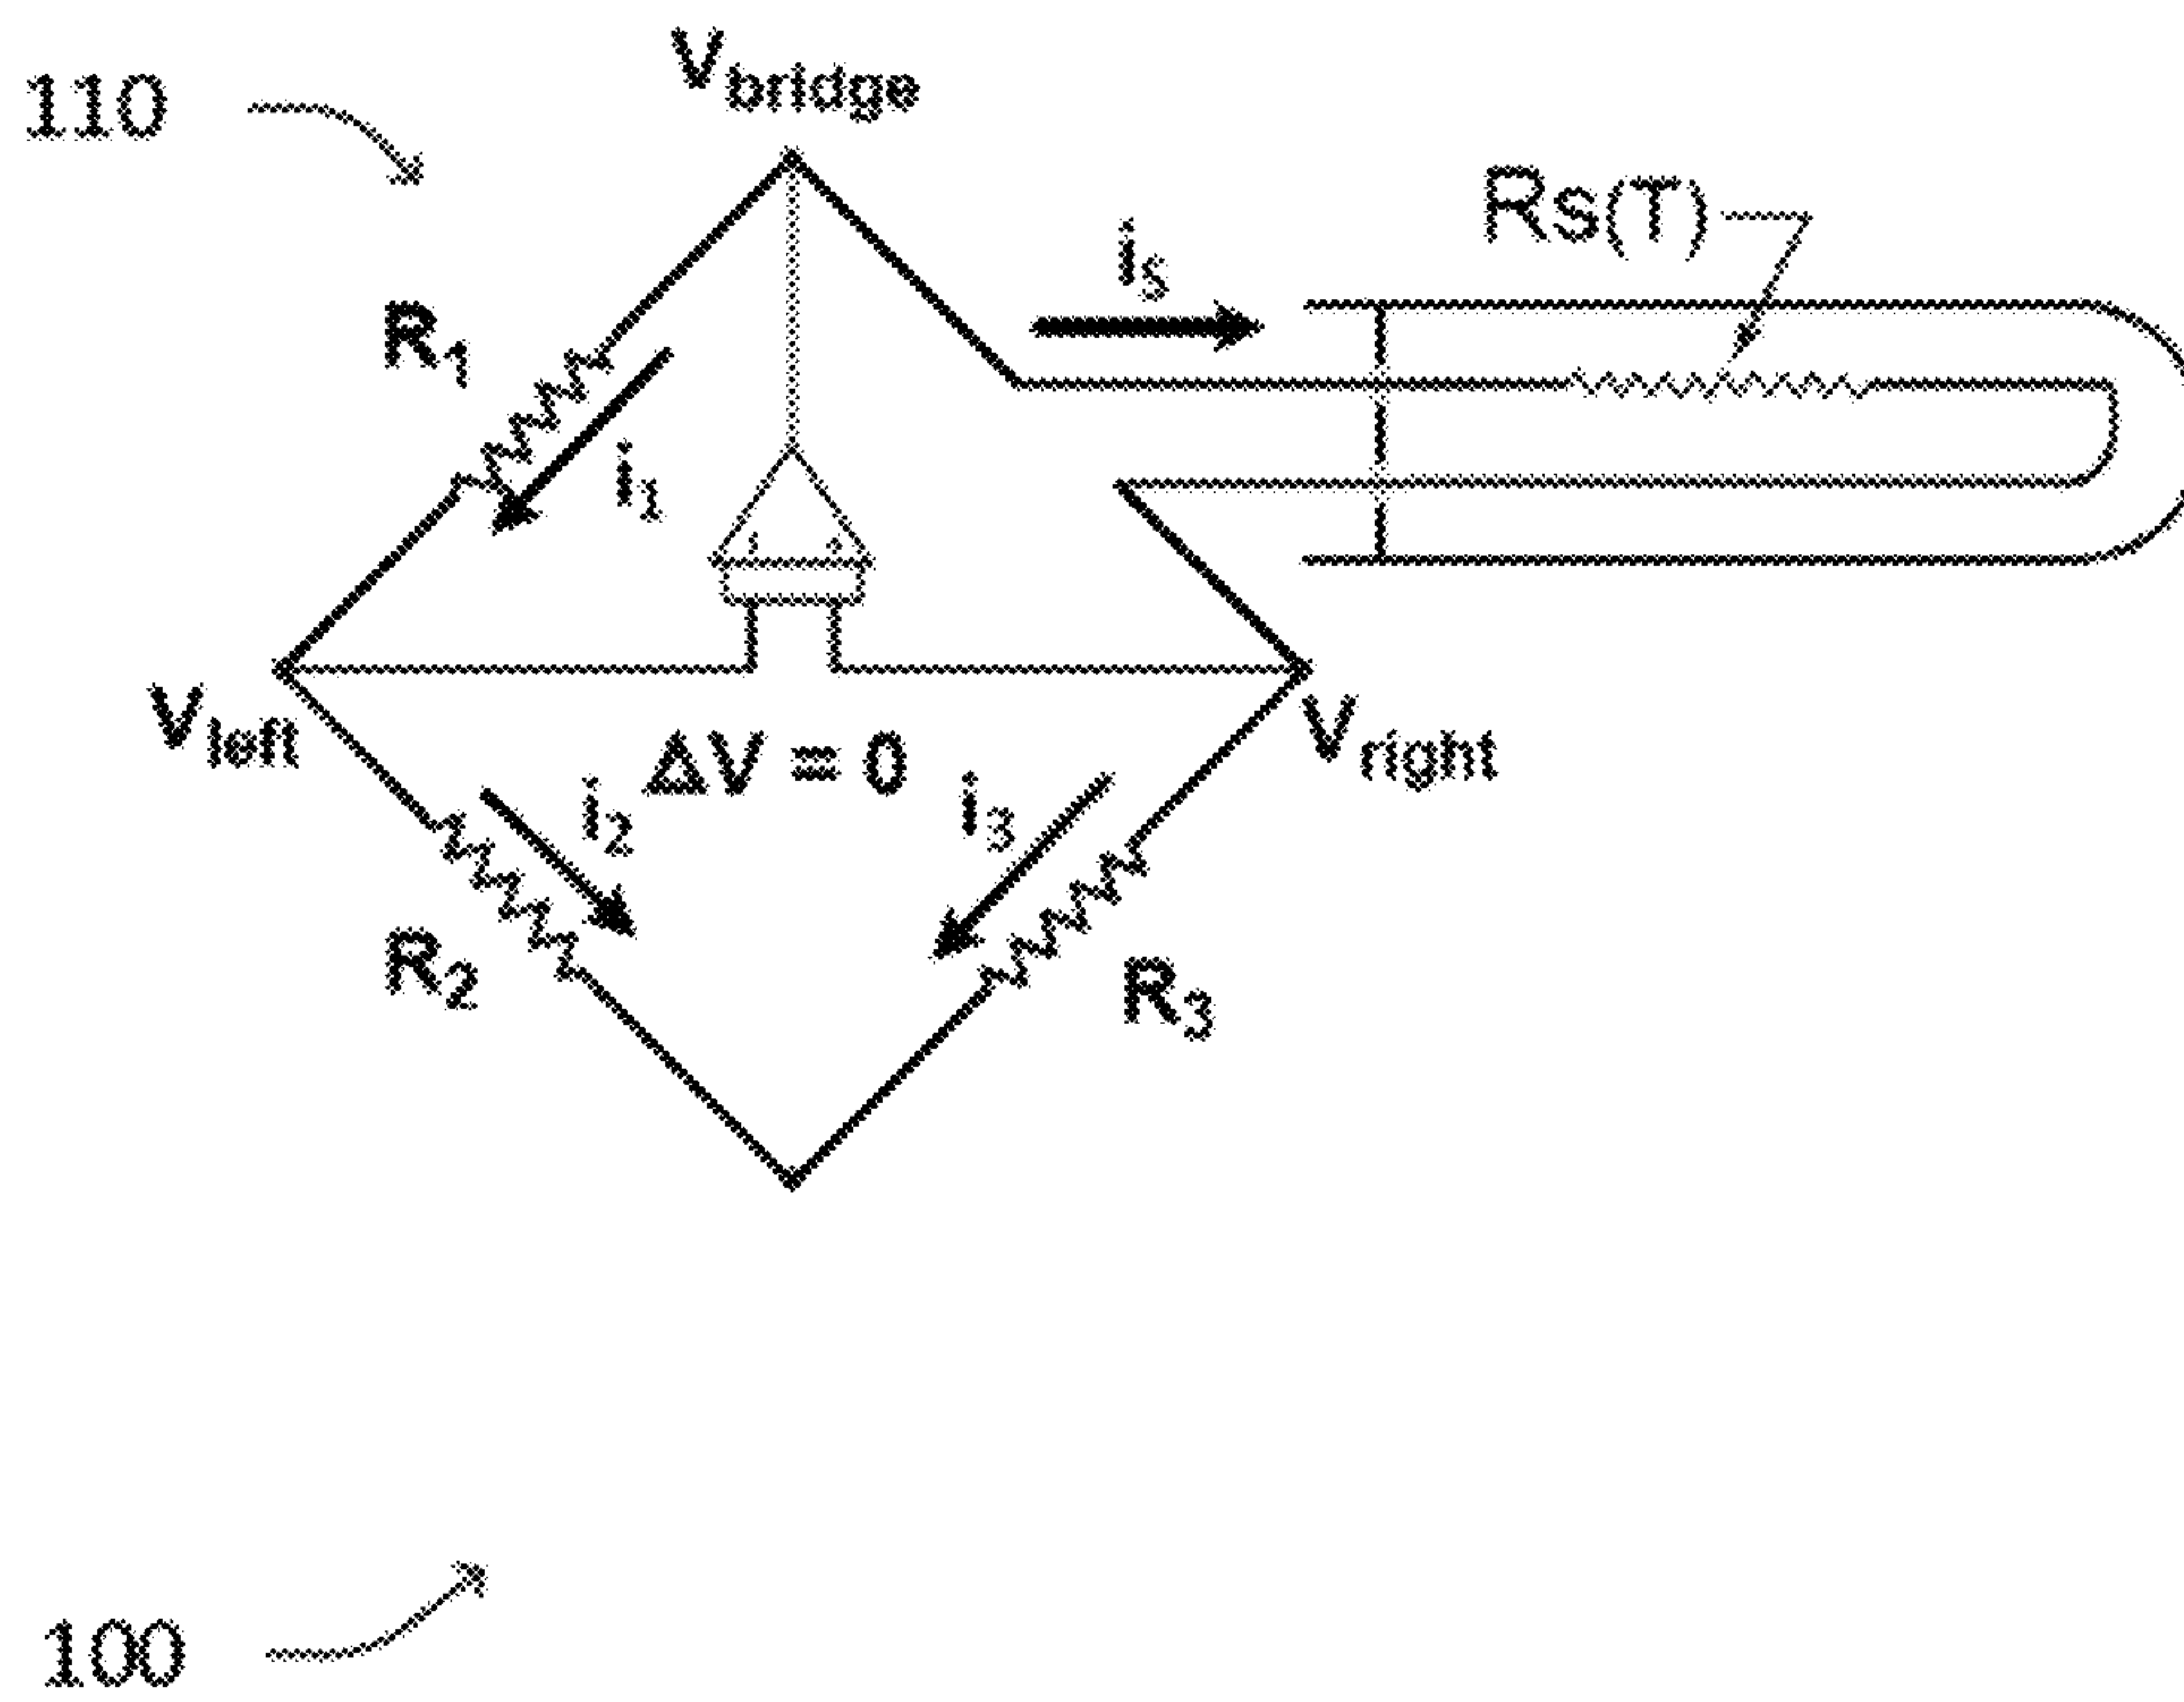 110
Vbridge
Rs(T)
is
R1
i1
Vleft
Vright
ΔV = 0
i2
i3
R2
R3
100